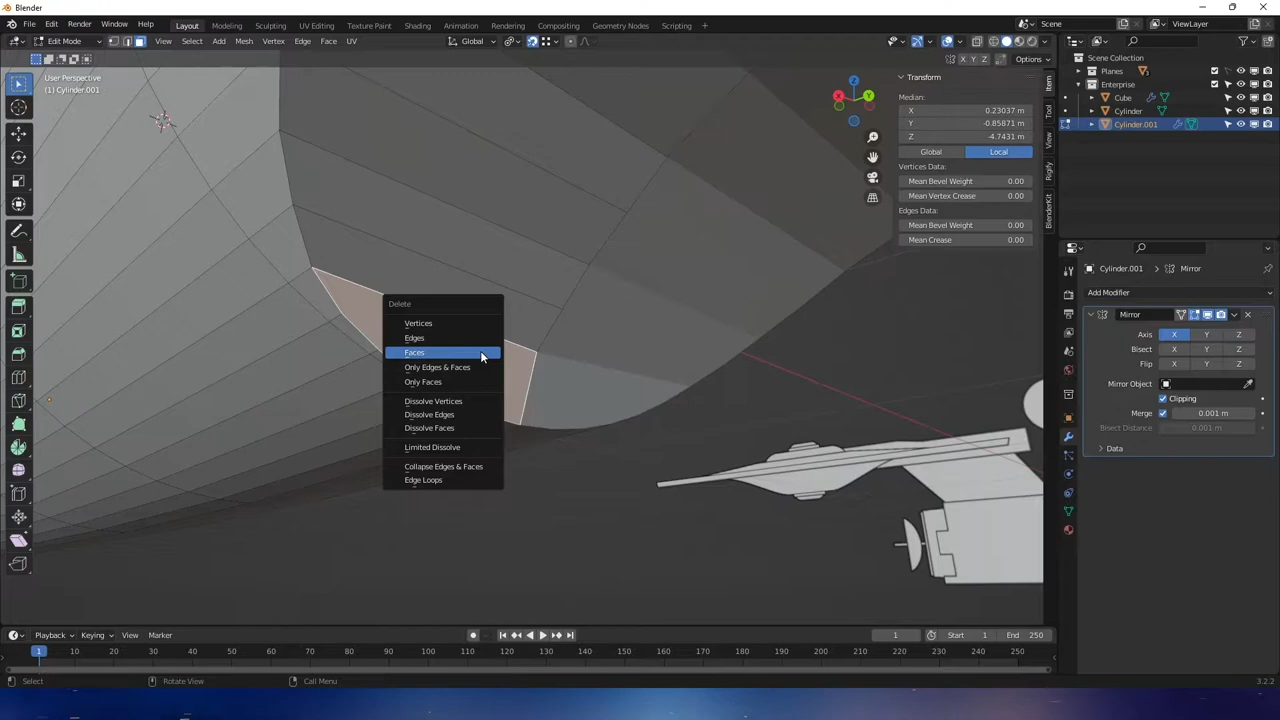 Blender
File Edit Render Window Help Layout Modeling Sculpting UV Editing Texture Paint Shading Animation Rendering Compositing Geometry Nodes Scripting + Scene ViewLayer
Edit Mode View Select Add Mesh Vertex Edge Face UV Global
X Y Z Options
User Perspective
(1) Cylinder.001
Transform
Median:
X 0.23037 m
Y -0.85871 m
Z -4.7431 m
Global Local
Vertices Data:
Mean Bevel Weight 0.00
Mean Vertex Crease 0.00
Edges Data:
Mean Bevel Weight 0.00
Mean Crease 0.00
Item
Tool
View
Rigify
BlenderKit
X Y
Z
Scene Collection
Planes 3
Enterprise
Cube
Cylinder
Cylinder.001
Cylinder.001 > Mirror
Add Modifier
Mirror
Axis X Y Z
Bisect X Y Z
Flip X Y Z
Mirror Object
Clipping
Merge 0.001 m
Bisect Distance 0.001 m
Data
Delete
Vertices
Edges
Faces
Only Edges & Faces
Only Faces
Dissolve Vertices
Dissolve Edges
Dissolve Faces
Limited Dissolve
Collapse Edges & Faces
Edge Loops
Playback Keying View Marker 1 Start 1 End 250
1 10 20 30 40 50 60 70 80 90 100 110 120 130 140 150 160 170 180 190 200 210 220 230 240 250
Select Rotate View Call Menu 3.2.2